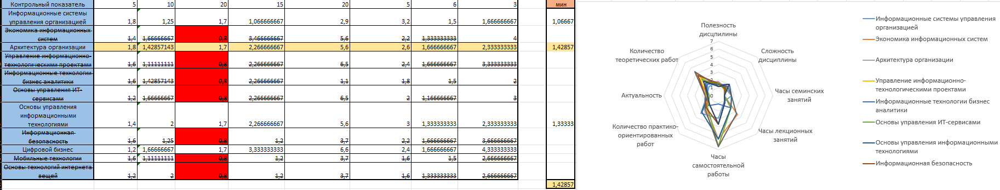 Контрольный показатель 5 10 20 15 20 5 6 3 мин
Информационные системы
управления организацией 1,8 1,25 1,7 1,066666667 2,9 3,2 1,5 1,666666667 1,06667
Экономика информационных
систем 1,4 1,66666667 0,8 3,466666667 5,6 2,2 1,333333333 4
Архитектура организации 1,8 1,42857143 1,7 2,266666667 5,6 2,6 1,666666667 2,333333333 1,42857
Управление информационно-
технологическими проектами 1,6 1,11111111 0,8 2,266666667 6,5 2,4 1,666666667 3,333333333
Информационные технологии
бизнес аналитики 1,6 1,42857143 0,8 2,266666667 1,1 1,8 1,5 2
Основы управления ИТ-
сервисами 1,2 1,66666667 0,8 2,266666667 6,5 2 1,166666667 3
Основы управления
информационными
технологиями 1,4 2 1,7 2,266666667 5,6 3 1,333333333 2,333333333 1,33333
Информационная
безопасность 1,6 1,25 0,8 1,2 3,7 2,2 1,666666667 3,666666667
Цифровой бизнес 1,2 1,66666667 1,7 3,333333333 6,6 2,4 1,666666667 4,333333333
Мобильные технологии 1,6 1,11111111 0,8 1,2 3,7 1,6 1,5 2,666666667
Основы технологий интернета
вещей 1,2 2 0,8 1,2 3,7 1,6 1,333333333 2,666666667
1,42857
Полезность
дисцпилины
7
6
5
4
3
2
1
0
Сложность
дисциплины
Часы семинских
занятий
Часы лекционных
занятий
Часы
самостоятельной
работы
Количество практико-
ориентированных
работ
Актуальность
Количество
теоретических работ
Информационные системы управления
организацией
Экономика информационных систем
Архитектура организации
Управление информационно-
технологическими проектами
Информационные технологии бизнес
аналитики
Основы управления ИТ-сервисами
Основы управления информационными
технологиями
Информационная безопасность